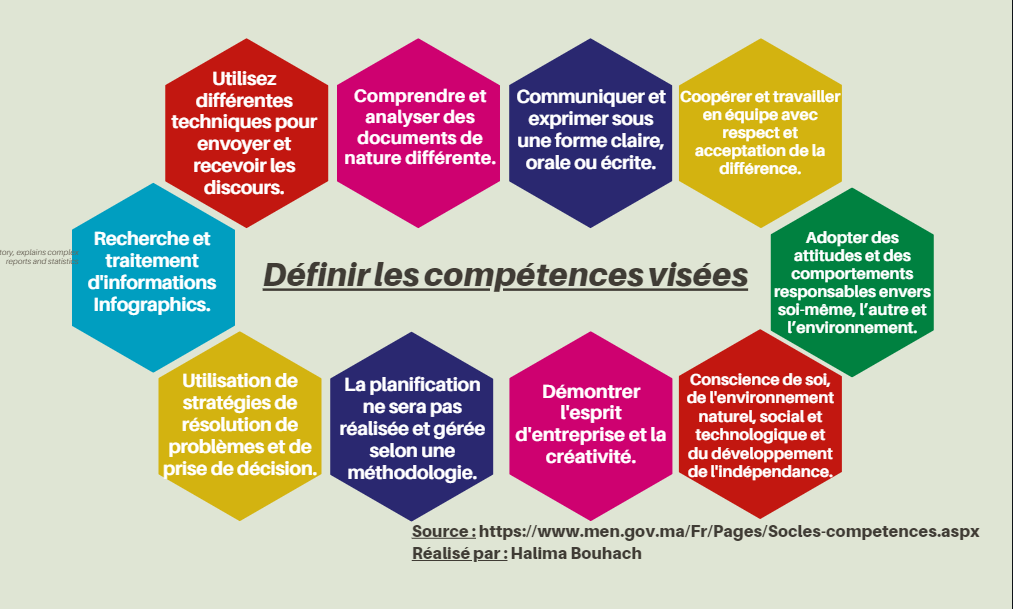 Utilisez
différentes
techniques pour
envoyer et
recevoir les
discours.
Comprendre et
analyser des
documents de
nature différente.
Communiquer et
exprimer sous
une forme claire,
orale ou écrite.
Coopérer et travailler
en équipe avec
respect et
acceptation de la
différence.
Recherche et
traitement
d'informations
Infographics.
tory, explains complex
reports and statistics
Définir les compétences visées
Adopter des
attitudes et des
comportements
responsables envers
soi-même, l’autre et
l’environnement.
Utilisation de
stratégies de
résolution de
problèmes et de
prise de décision.
La planification
ne sera pas
réalisée et gérée
selon une
méthodologie.
Démontrer
l'esprit
d'entreprise et la
créativité.
Conscience de soi,
de l'environnement
naturel, social et
technologique et
du développement
de l'indépendance.
Source : https://www.men.gov.ma/Fr/Pages/Socles-competences.aspx
Réalisé par : Halima Bouhach